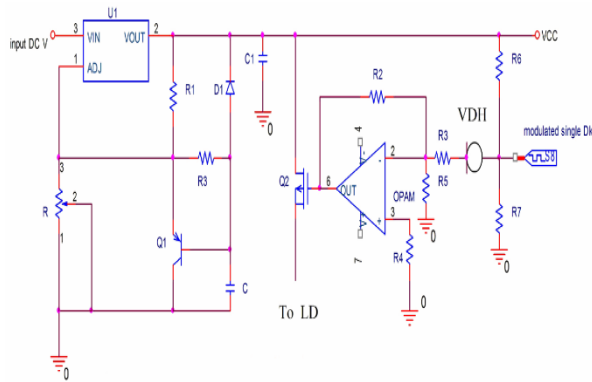 U1
input DC V
3
VIN
VOUT
2
VCC
1
ADJ
R1
D1
C1
0
R2
R6
VDH
modulated single Dk
S8
4
V-
2
R3
R3
Q2
6
OUT
-
OPAM
R5
3
R
2
1
Q1
+
3
V+
7
R4
0
R7
C
0
0
To LD
0